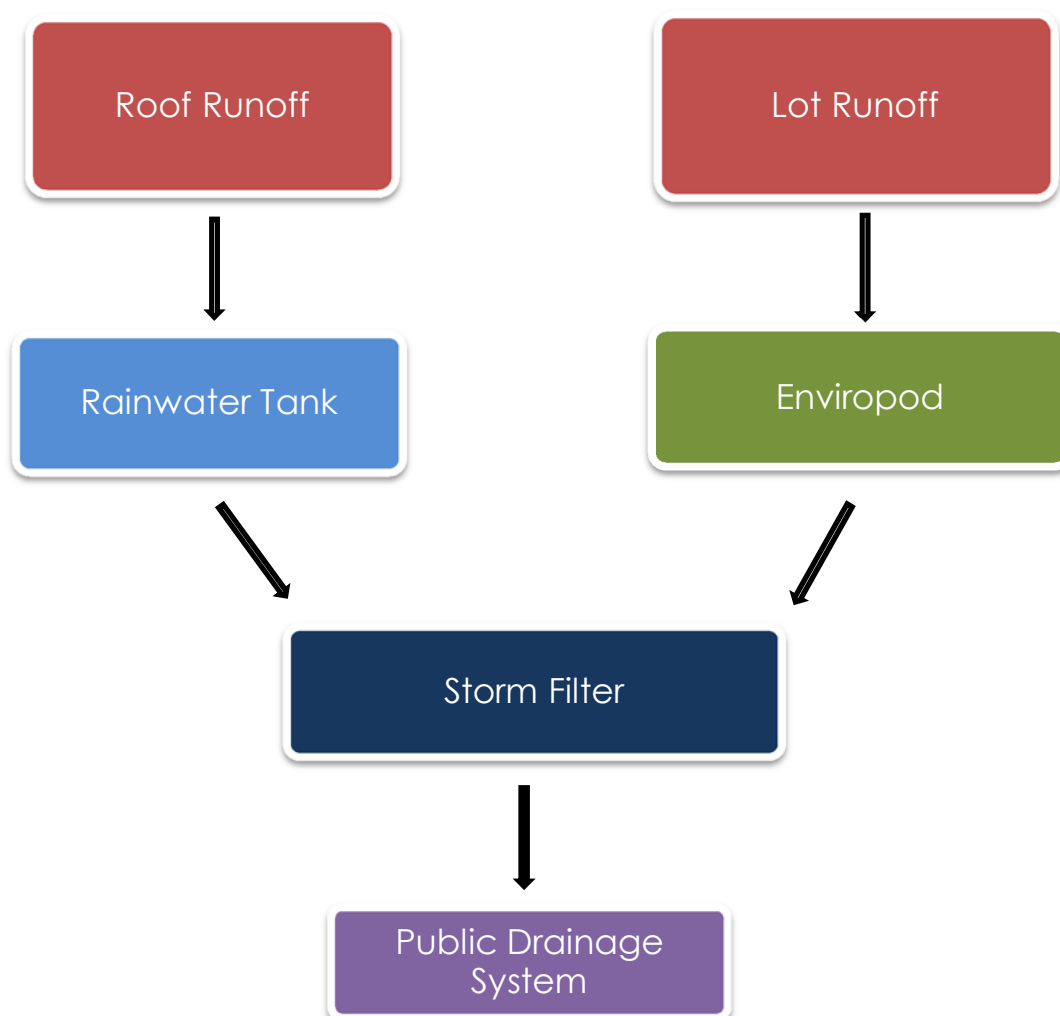 Roof Runoff
Lot Runoff
Rainwater Tank
Enviropod
Storm Filter
Public Drainage
System